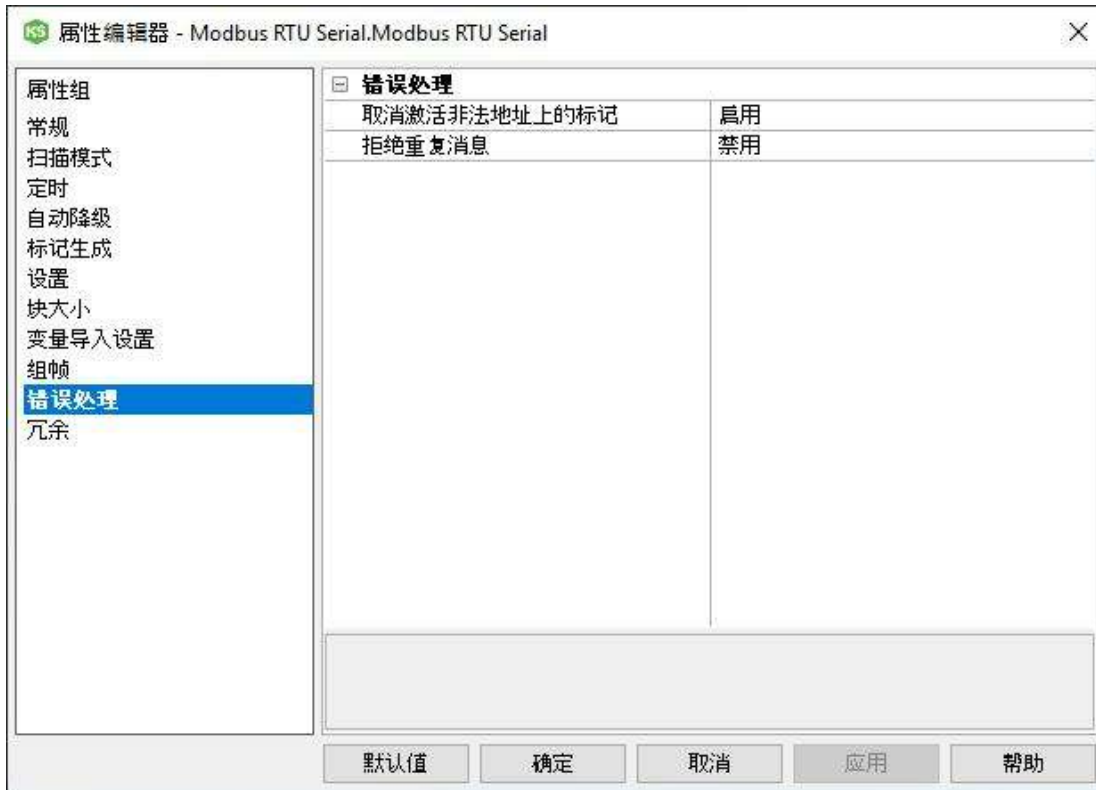 KS 属性编辑器 - Modbus RTU Serial.Modbus RTU Serial
属性组
常规
扫描模式
定时
自动降级
标记生成
设置
块大小
变量导入设置
组帧
错误处理
冗余
错误处理
取消激活非法地址上的标记 启用
拒绝重复消息 禁用
默认值 确定 取消 应用 帮助